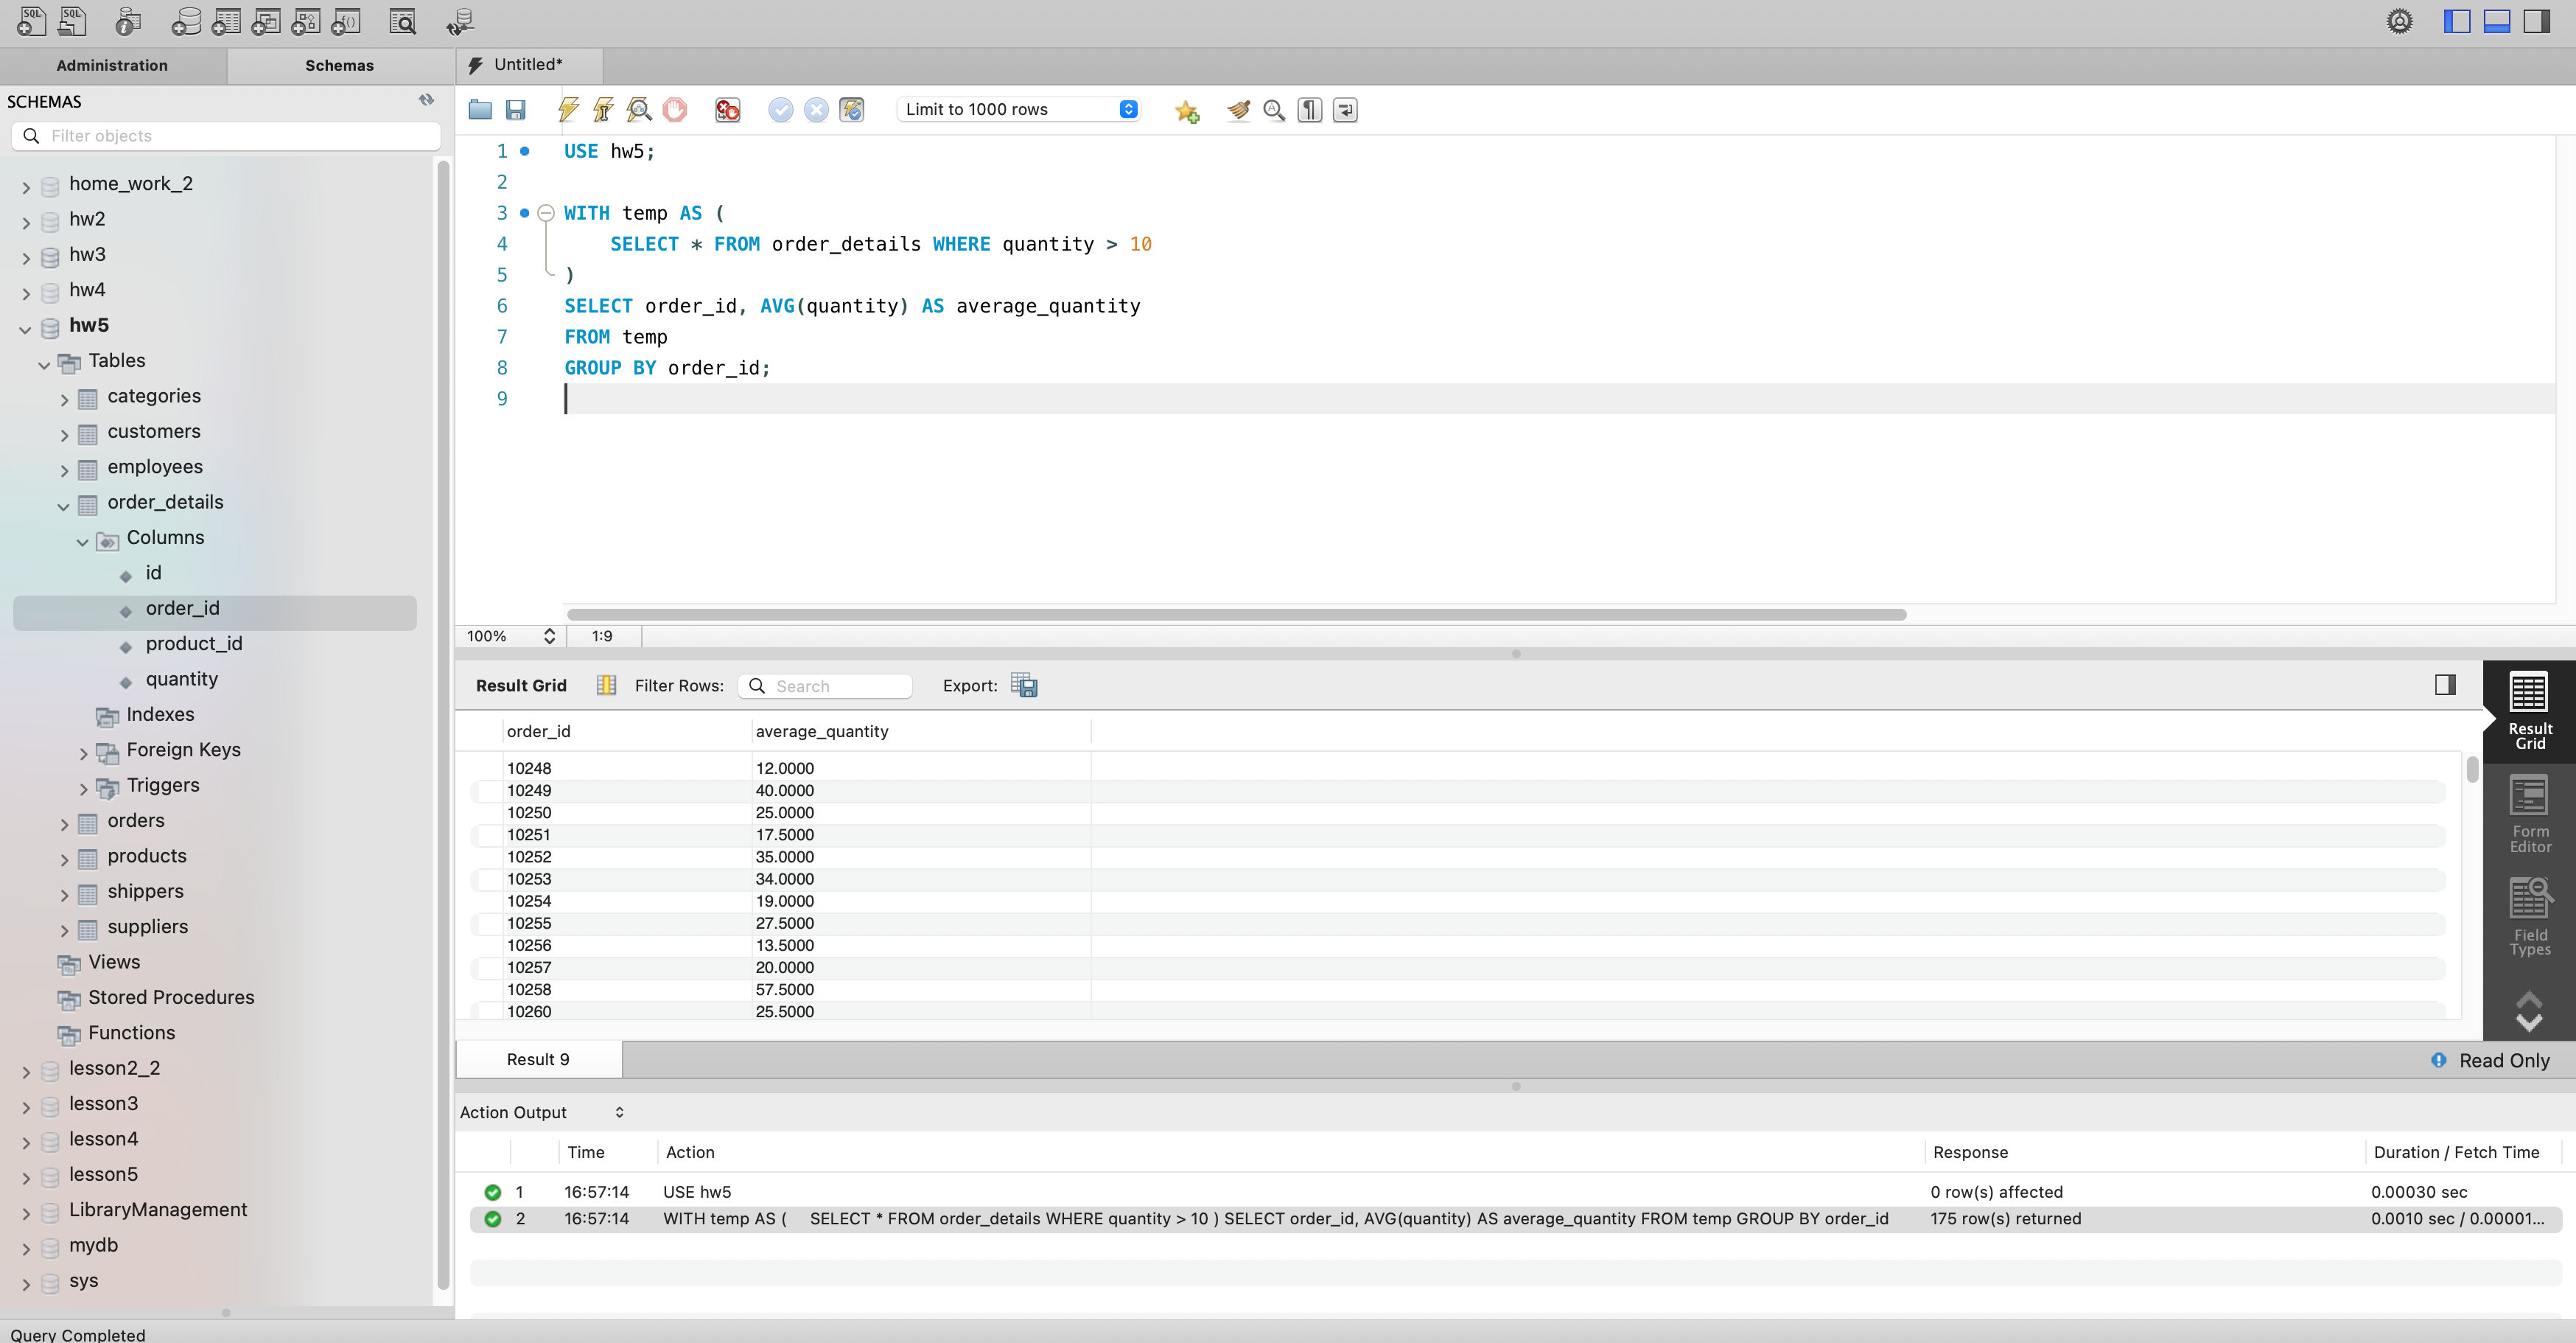 SQL SQL
Administration
Schemas
Untitled*
SCHEMAS
Filter objects
Limit to 1000 rows
home_work_2
hw2
hw3
hw4
hw5
Tables
categories
customers
employees
order_details
Columns
id
order_id
product_id
quantity
Indexes
Foreign Keys
Triggers
orders
products
shippers
suppliers
Views
Stored Procedures
Functions
lesson2_2
lesson3
lesson4
lesson5
LibraryManagement
mydb
sys
Query Completed
1 USE hw5;
2
3 WITH temp AS (
4 SELECT * FROM order_details WHERE quantity > 10
5 )
6 SELECT order_id, AVG(quantity) AS average_quantity
7 FROM temp
8 GROUP BY order_id;
9
100% 1:9
Result Grid Filter Rows: Search Export:
order_id average_quantity
10248 12.0000
10249 40.0000
10250 25.0000
10251 17.5000
10252 35.0000
10253 34.0000
10254 19.0000
10255 27.5000
10256 13.5000
10257 20.0000
10258 57.5000
10260 25.5000
Result
Grid
Form
Editor
Field
Types
Result 9
Read Only
Action Output
Time Action Response Duration / Fetch Time
1 16:57:14 USE hw5 0 row(s) affected 0.00030 sec
2 16:57:14 WITH temp AS ( SELECT * FROM order_details WHERE quantity > 10 ) SELECT order_id, AVG(quantity) AS average_quantity FROM temp GROUP BY order_id 175 row(s) returned 0.0010 sec / 0.00001...